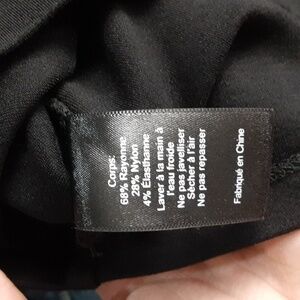 Corps:
68% Rayonne
28% Nylon
4% Élasthanne
Laver à la main à
l'eau froide
Ne pas javelliser
Sécher à l'air
Ne pas repasser
Fabriqué en Chine